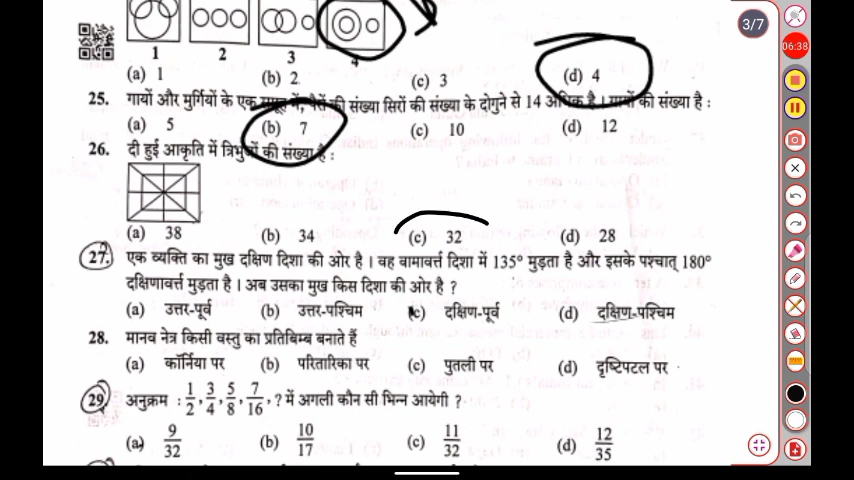 3/7
06:38
1 2 3 4
(a) 1 (b) 2 (c) 3 (d) 4
25. गायों और मुर्गियों के एक समूह में, पैरों की संख्या सिरों की संख्या के दोगुने से 14 अधिक है । गायों की संख्या है :
(a) 5 (b) 7 (c) 10 (d) 12
26. दी हुई आकृति में त्रिभुजों की संख्या है :
(a) 38 (b) 34 (c) 32 (d) 28
27. एक व्यक्ति का मुख दक्षिण दिशा की ओर है । वह वामावर्त्त दिशा में 135° मुड़ता है और इसके पश्चात् 180°
दक्षिणावर्त्त मुड़ता है । अब उसका मुख किस दिशा की ओर है ?
(a) उत्तर-पूर्व (b) उत्तर-पश्चिम (c) दक्षिण-पूर्व (d) दक्षिण-पश्चिम
28. मानव नेत्र किसी वस्तु का प्रतिबिम्ब बनाते हैं
(a) कॉर्निया पर (b) परितारिका पर (c) पुतली पर (d) दृष्टिपटल पर
29. अनुक्रम : 1/2, 3/4, 5/8, 7/16, ? में अगली कौन सी भिन्न आयेगी ?
(a) 9/32 (b) 10/17 (c) 11/32 (d) 12/35